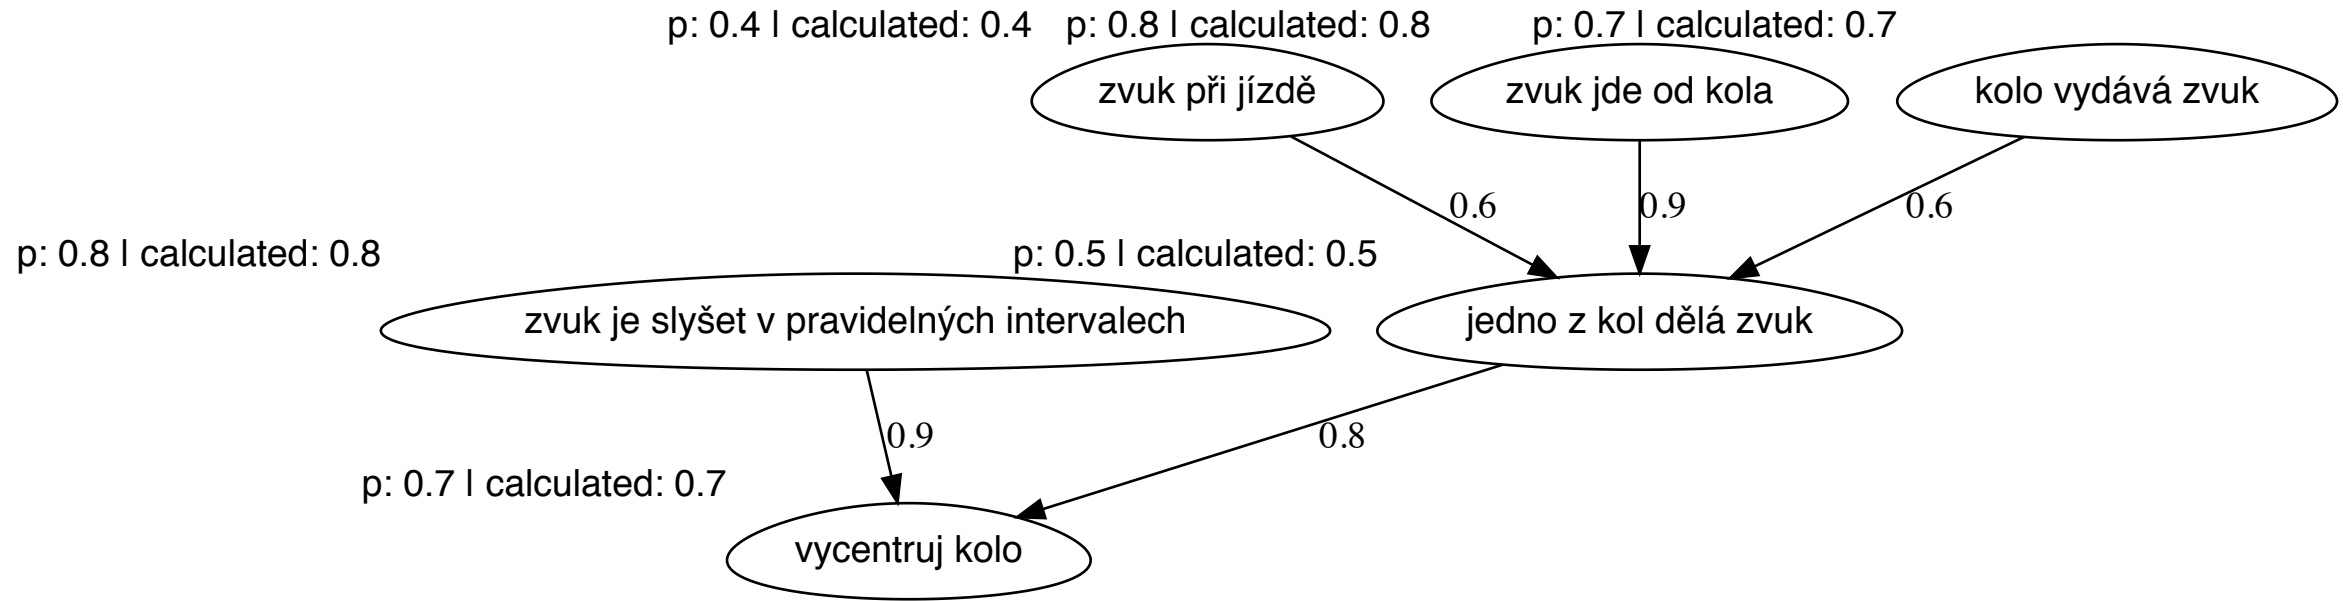 p: 0.4 | calculated: 0.4
p: 0.8 | calculated: 0.8
p: 0.7 | calculated: 0.7
zvuk při jízdě
zvuk jde od kola
kolo vydává zvuk
0.6
0.9
0.6
p: 0.8 | calculated: 0.8
p: 0.5 | calculated: 0.5
zvuk je slyšet v pravidelných intervalech
jedno z kol dělá zvuk
0.9
0.8
p: 0.7 | calculated: 0.7
vycentruj kolo